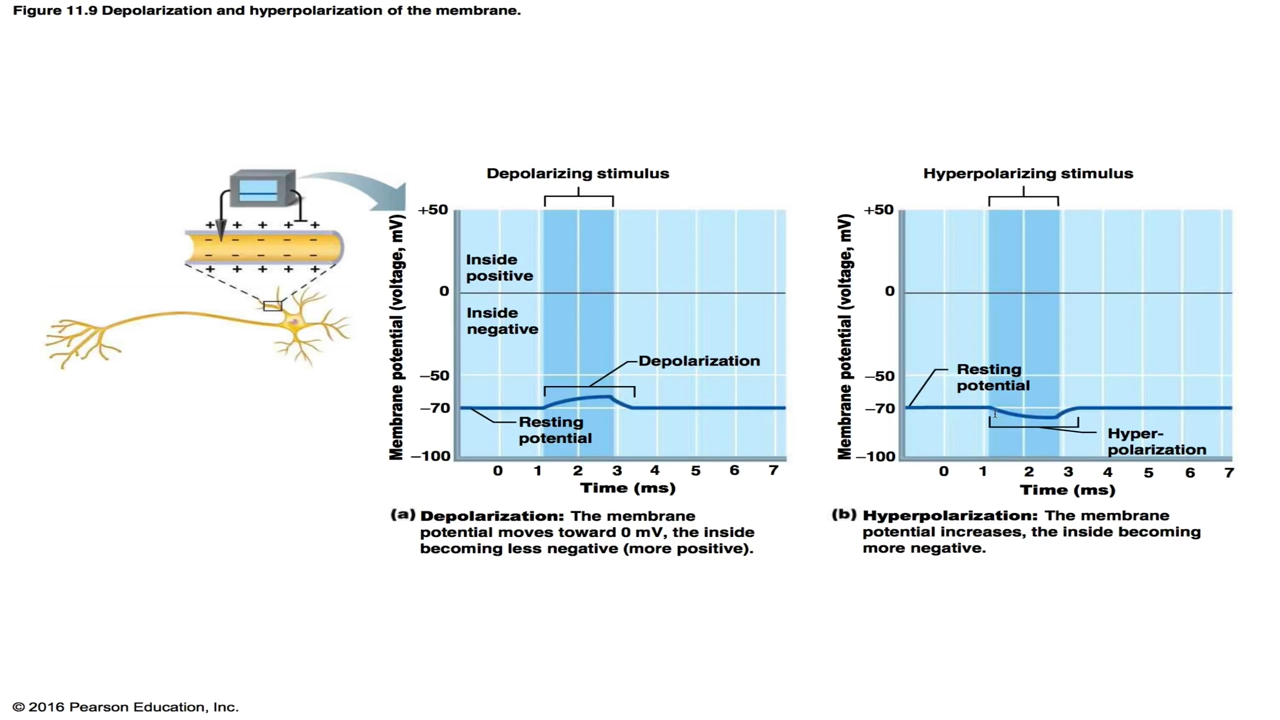 Figure 11.9 Depolarization and hyperpolarization of the membrane.
+ + + + +
– – – – –
– – – – –
+ + + + +
Depolarizing stimulus
+50
0
–50
–70
–100
Membrane potential (voltage, mV)
Inside
positive
Inside
negative
Depolarization
Resting
potential
0 1 2 3 4 5 6 7
Time (ms)
(a) Depolarization: The membrane
potential moves toward 0 mV, the inside
becoming less negative (more positive).
Hyperpolarizing stimulus
+50
0
–50
–70
–100
Membrane potential (voltage, mV)
Resting
potential
Hyper-
polarization
0 1 2 3 4 5 6 7
Time (ms)
(b) Hyperpolarization: The membrane
potential increases, the inside becoming
more negative.
© 2016 Pearson Education, Inc.